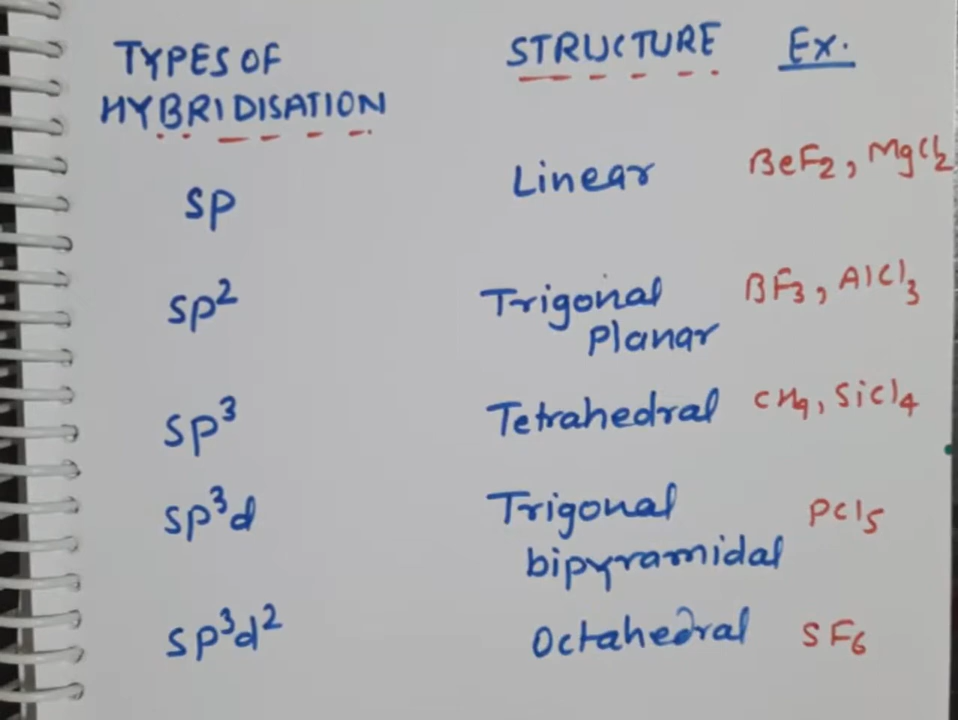 TYPES OF STRUCTURE Ex.
HYBRIDISATION
sp Linear BeF2, MgCl2
sp² Trigonal BF3, AlCl3
Planar
sp³ Tetrahedral CH4, SiCl4
sp³d Trigonal PCl5
bipyramidal
sp³d² Octahedral SF6